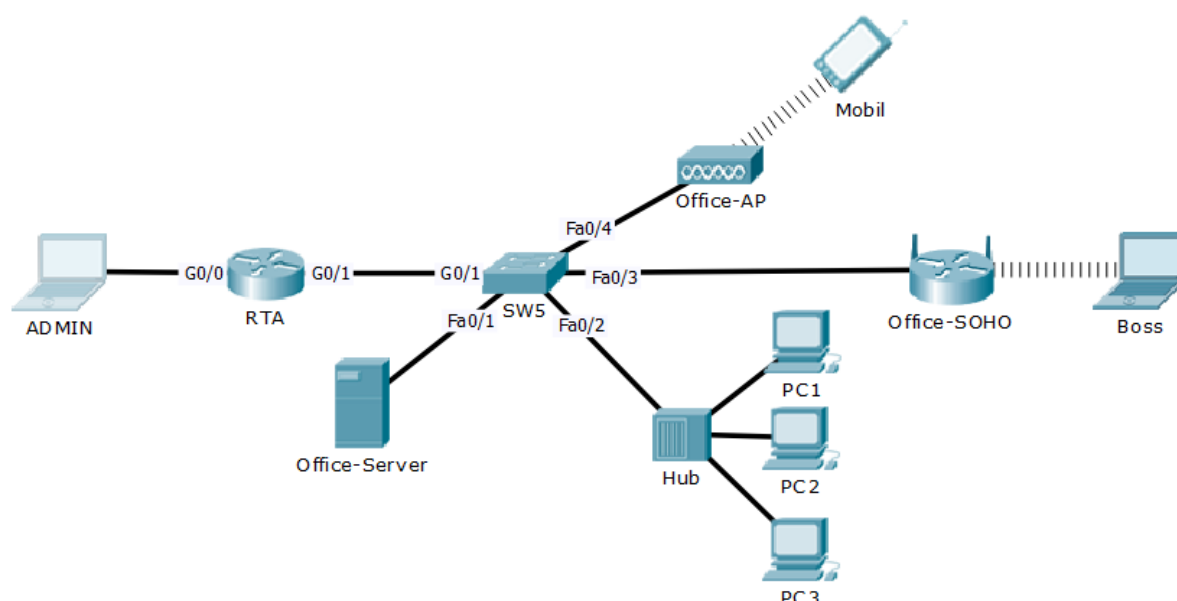 Mobil
Office-AP
Fa0/4
ADMIN
G0/0
RTA
G0/1
G0/1
SW5
Fa0/3
Office-SOHO
Boss
Fa0/1
Fa0/2
Office-Server
Hub
PC1
PC2
PC3